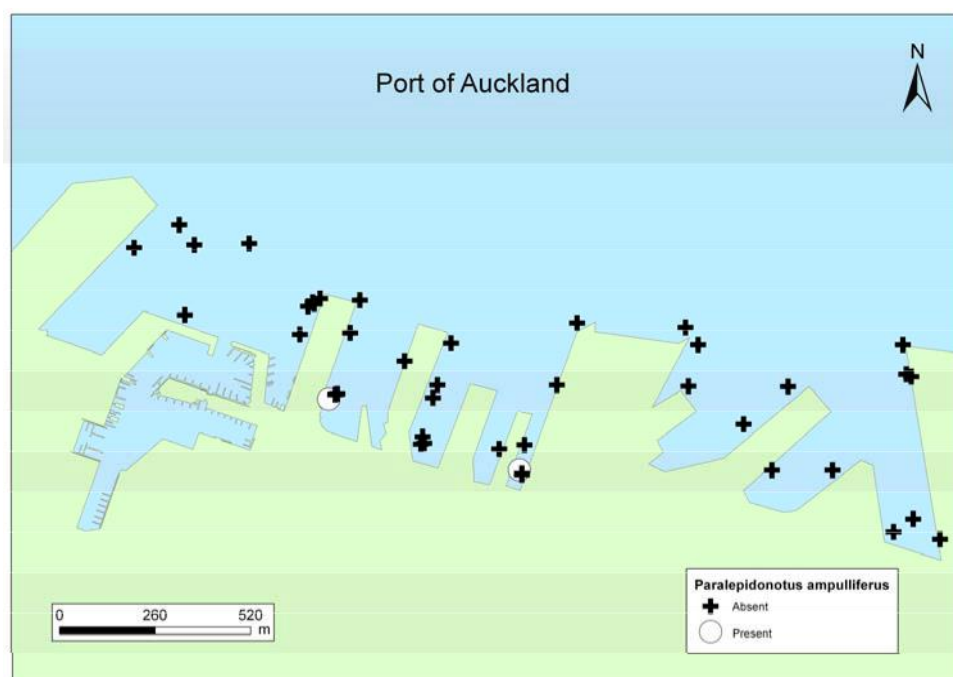 Port of Auckland
N
0 260 520
m
Paralepidonotus ampulliferus
Absent
Present